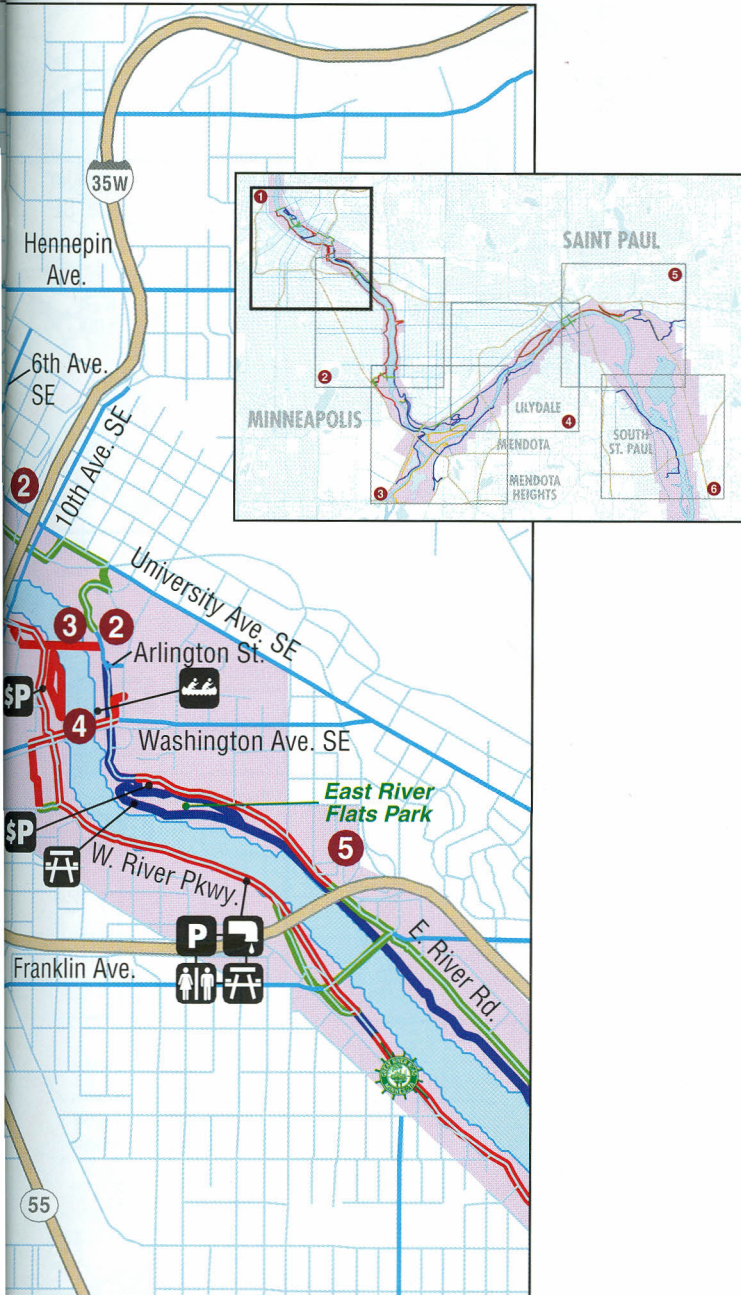 35W
Hennepin
Ave.
6th Ave.
SE
10th Ave. SE
2
1
SAINT PAUL
5
2
MINNEAPOLIS
LILYDALE
4
MENDOTA
SOUTH
ST. PAUL
MENDOTA
HEIGHTS
3
6
University Ave. SE
3
2
Arlington St.
$P
4
Washington Ave. SE
East River
Flats Park
$P
5
W. River Pkwy.
P
E. River Rd.
Franklin Ave.
55